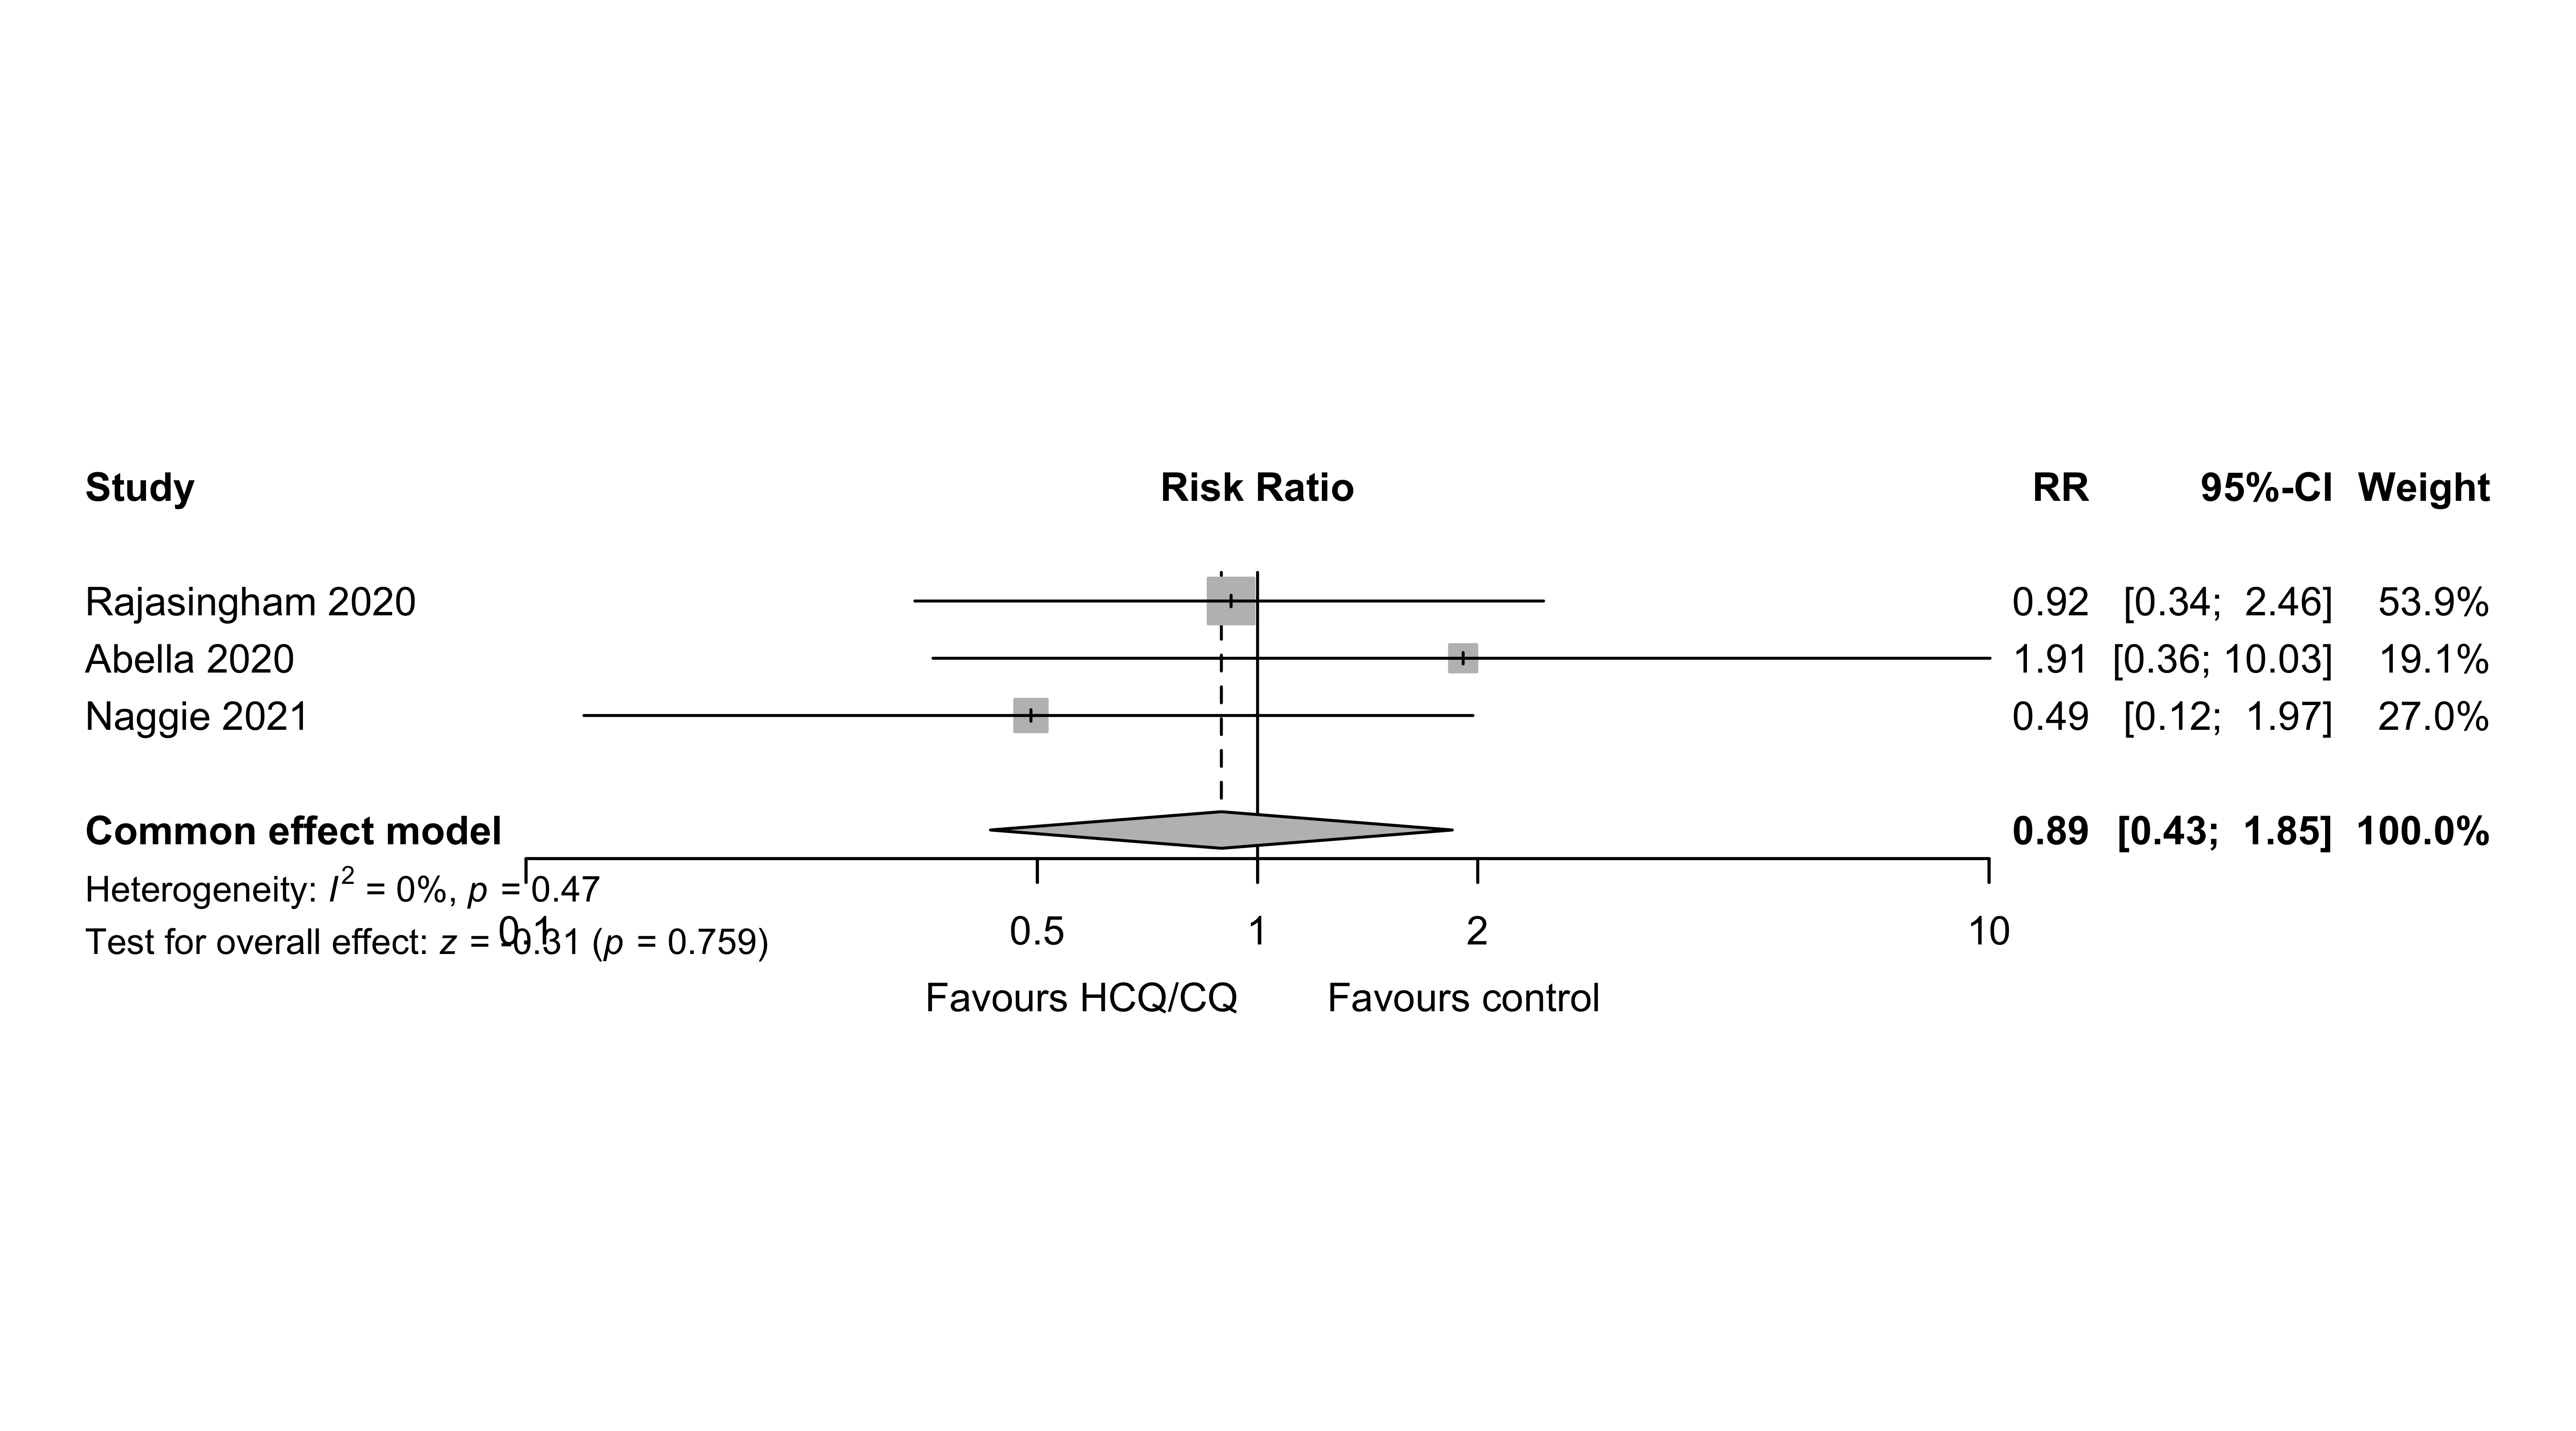 Study Risk Ratio RR 95%-CI Weight
Rajasingham 2020 0.92 [0.34; 2.46] 53.9%
Abella 2020 1.91 [0.36; 10.03] 19.1%
Naggie 2021 0.49 [0.12; 1.97] 27.0%
Common effect model 0.89 [0.43; 1.85] 100.0%
Heterogeneity: I² = 0%, p = 0.47
Test for overall effect: z = -0.31 (p = 0.759)
0.1 0.5 1 2 10
Favours HCQ/CQ Favours control